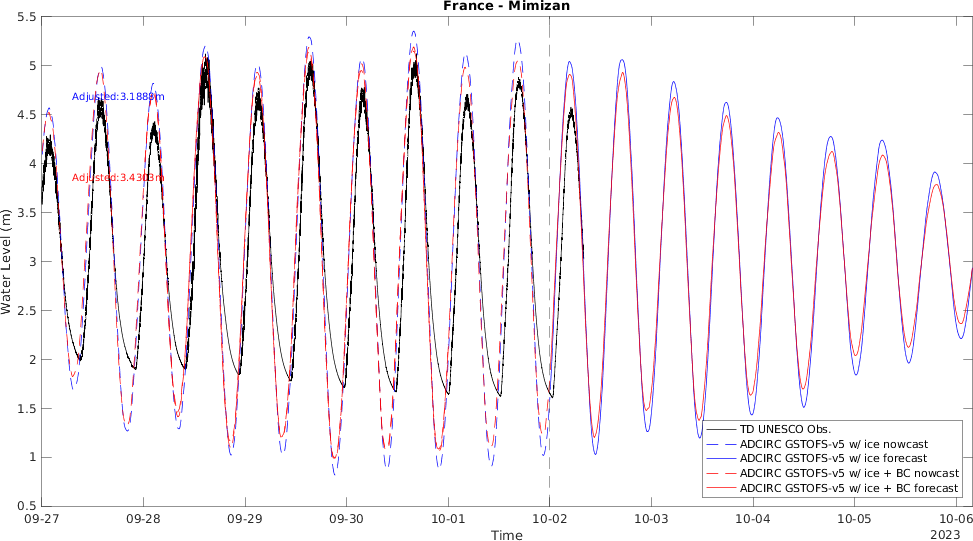 France - Mimizan
Water Level (m)
5.5
5
4.5
4
3.5
3
2.5
2
1.5
1
0.5
Adjusted:3.1888m
Adjusted:3.4303m
TD UNESCO Obs.
ADCIRC GSTOFS-v5 w/ ice nowcast
ADCIRC GSTOFS-v5 w/ ice forecast
ADCIRC GSTOFS-v5 w/ ice + BC nowcast
ADCIRC GSTOFS-v5 w/ ice + BC forecast
09-27 09-28 09-29 09-30 10-01 10-02 10-03 10-04 10-05 10-06
2023
Time